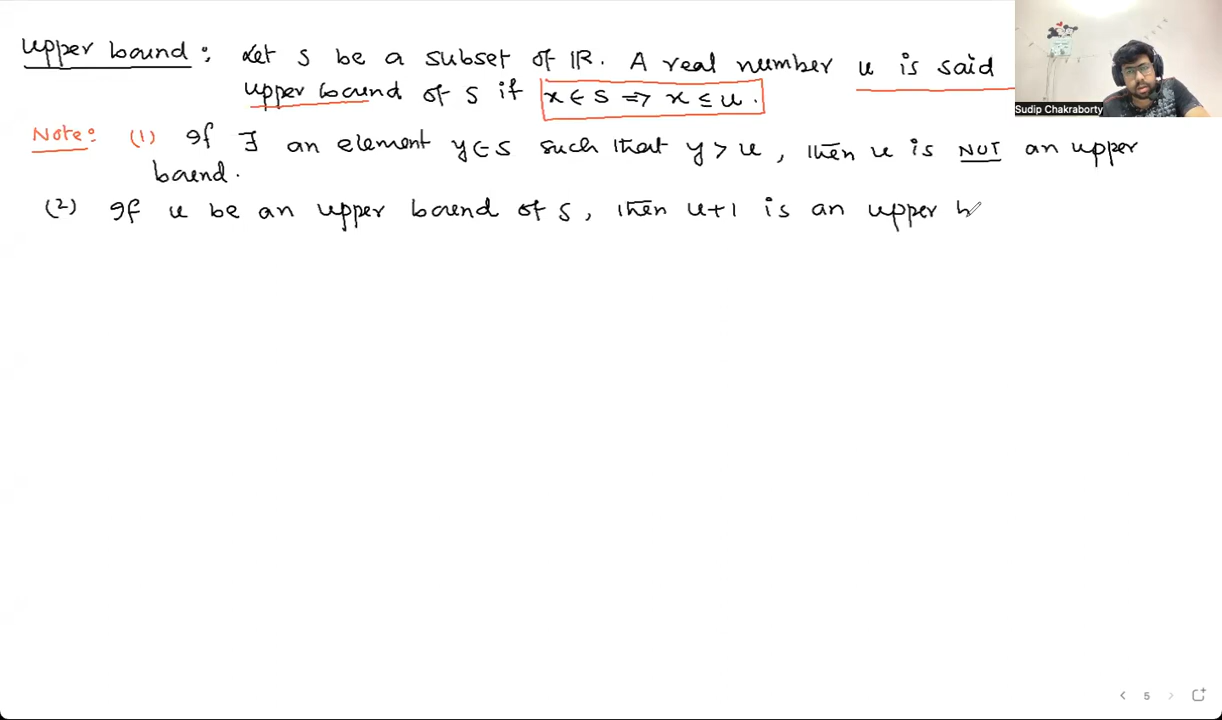 upper bound : Let S be a subset of ℝ. A real number u is said
upper bound of S if x ∈ S ⇒ x ≤ u.
Sudip Chakraborty
Note: (1) If ∃ an element y ∈ S such that y > u, then u is NOT an upper
bound.
(2) If u be an upper bound of S, then u+1 is an upper
5